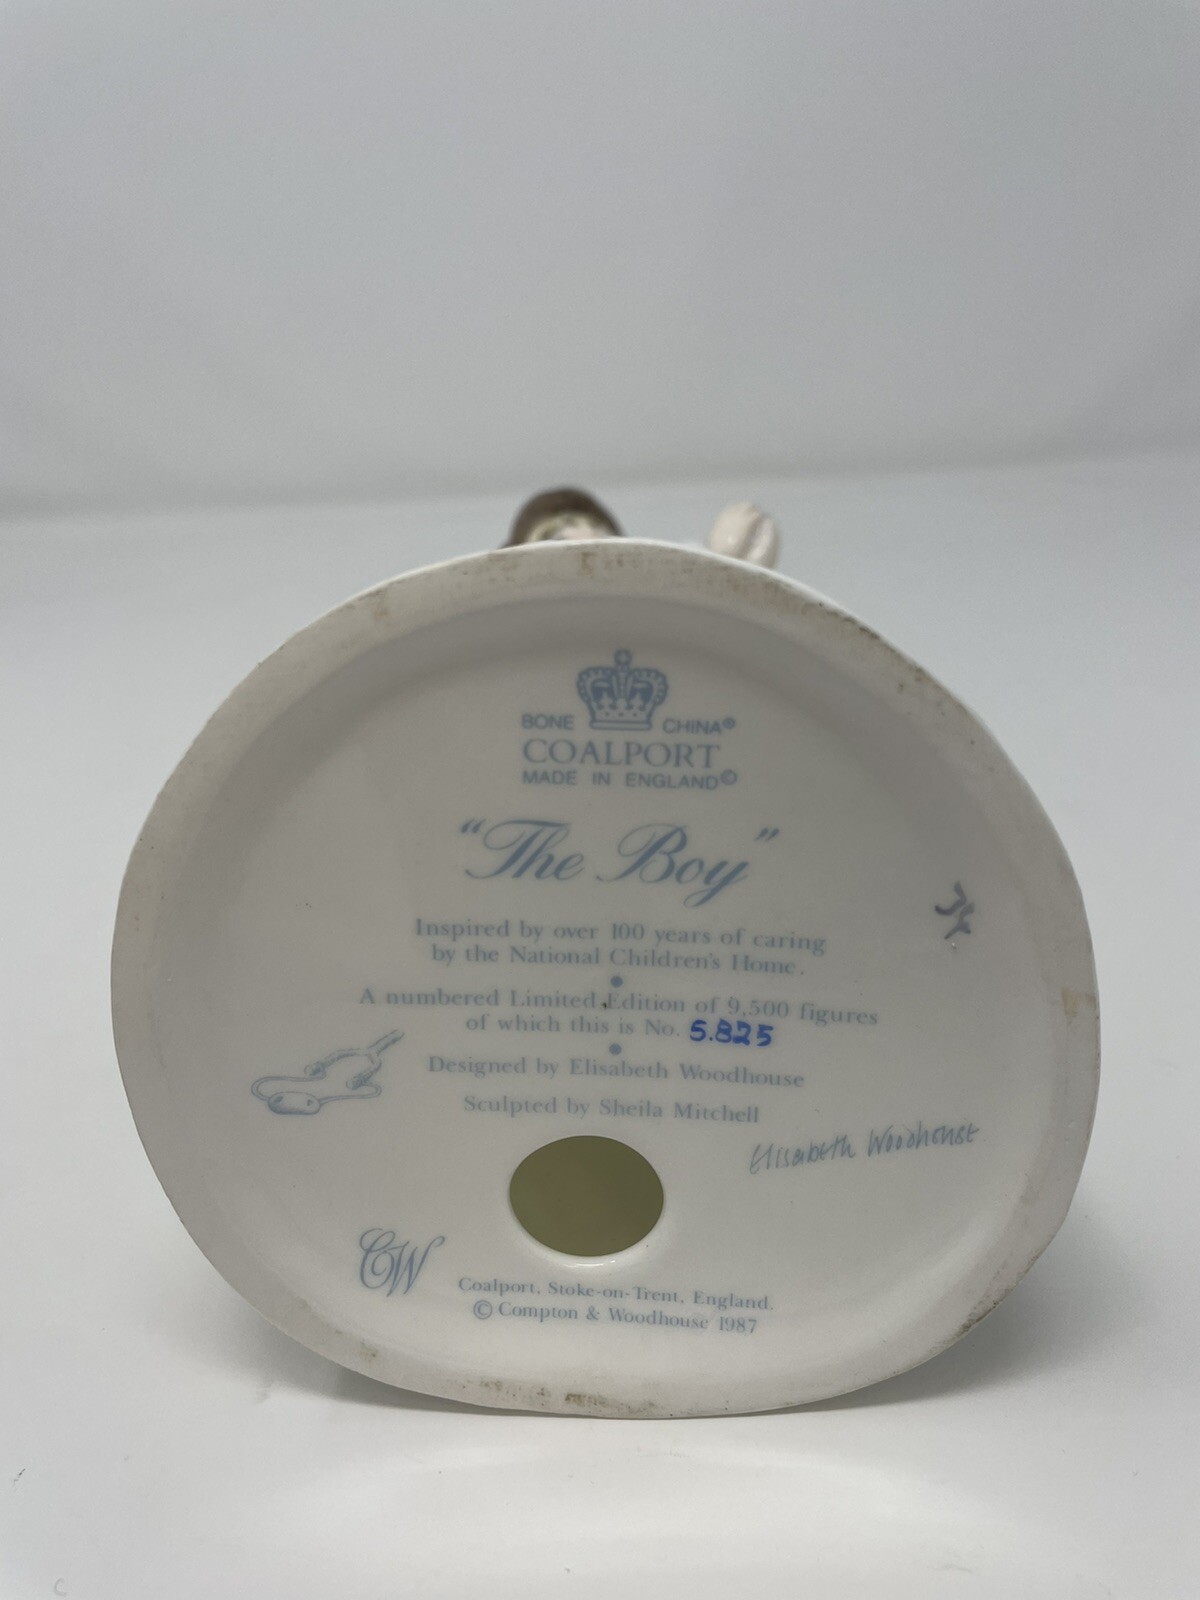 BONE CHINA®
COALPORT
MADE IN ENGLAND©
"The Boy"
Inspired by over 100 years of caring
by the National Children's Home.
A numbered Limited Edition of 9,500 figures
of which this is No. 5.825
Designed by Elisabeth Woodhouse
Sculpted by Sheila Mitchell
Elisabeth Woodhouse
CW
Coalport, Stoke-on-Trent, England.
© Compton & Woodhouse 1987